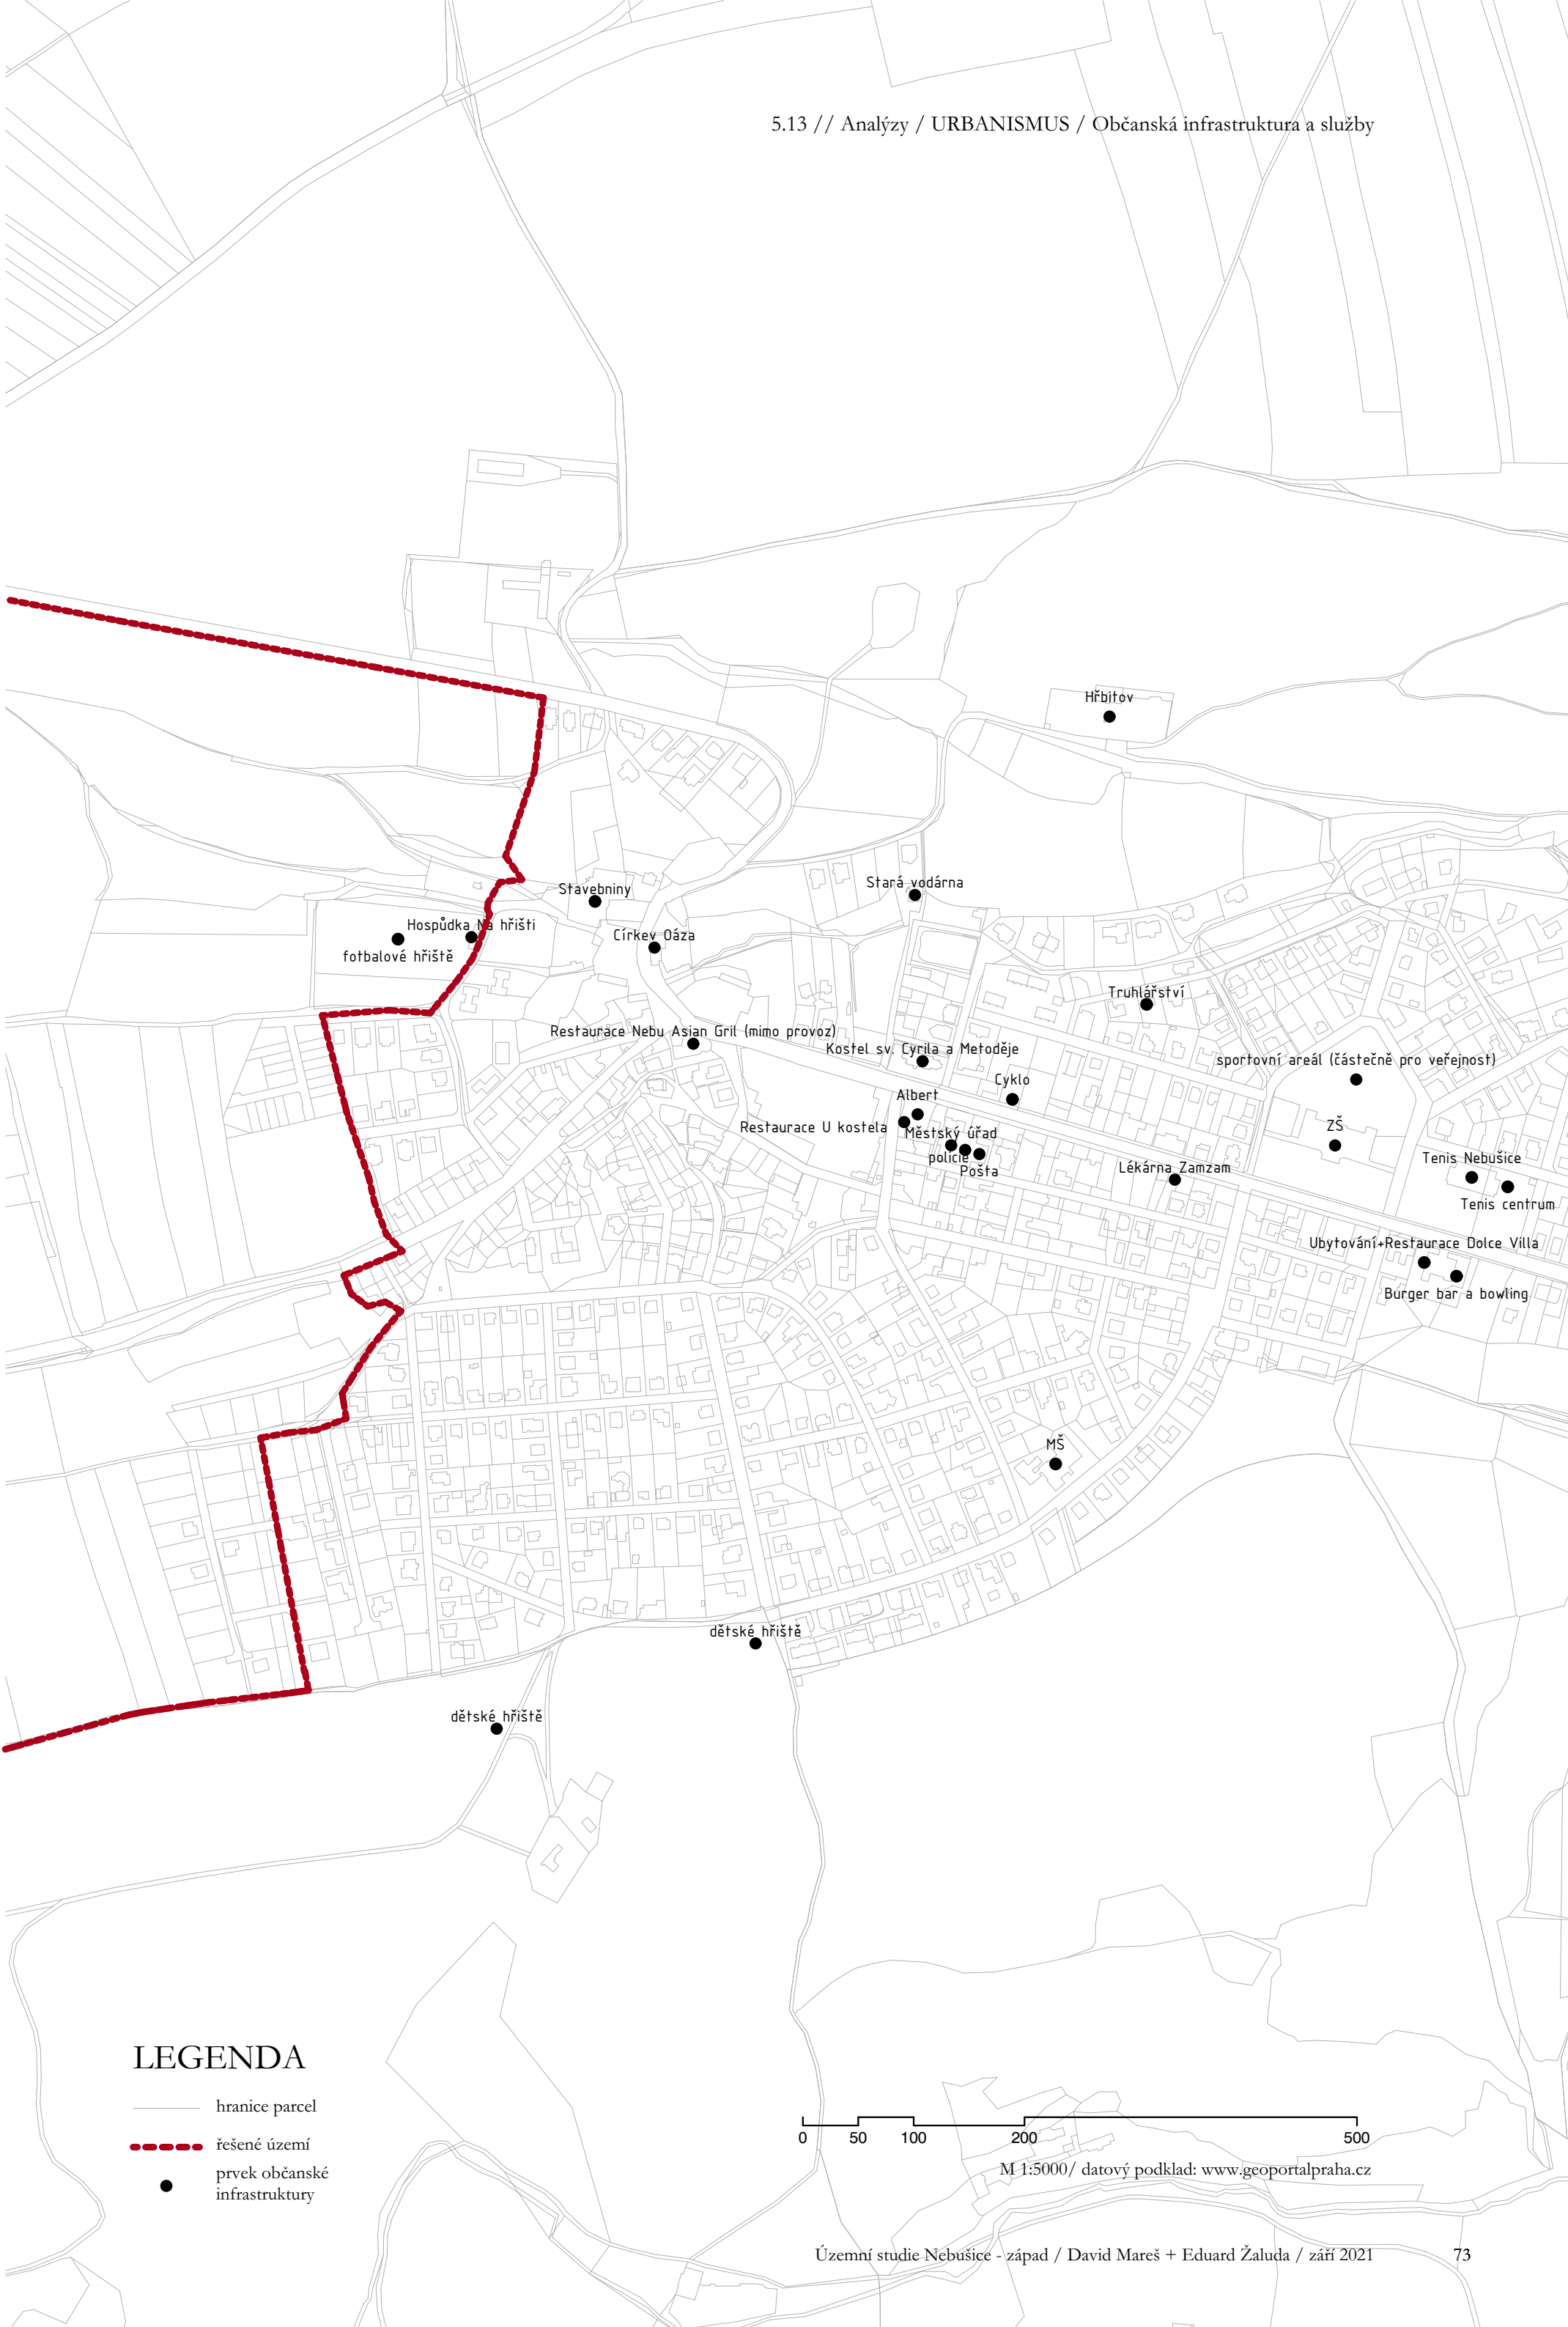 5.13 // Analýzy / URBANISMUS / Občanská infrastruktura a služby
Hřbitov
Stará vodárna
Stavebniny
Hospůdka Na hřišti
Církev Oáza
fotbalové hřiště
Truhlářství
Restaurace Nebu Asian Gril (mimo provoz)
Kostel sv. Cyrila a Metoděje
sportovní areál (částečně pro veřejnost)
Cyklo
Albert
Restaurace U kostela
Městský úřad
ZŠ
policie
Pošta
Lékárna Zamzam
Tenis Nebušice
Tenis centrum
Ubytování+Restaurace Dolce Villa
Burger bar a bowling
MŠ
dětské hřiště
dětské hřiště
LEGENDA
hranice parcel
řešené území
prvek občanské
infrastruktury
0 50 100 200 500
M 1:5000/ datový podklad: www.geoportalpraha.cz
Územní studie Nebušice - západ / David Mareš + Eduard Žaluda / září 2021 73